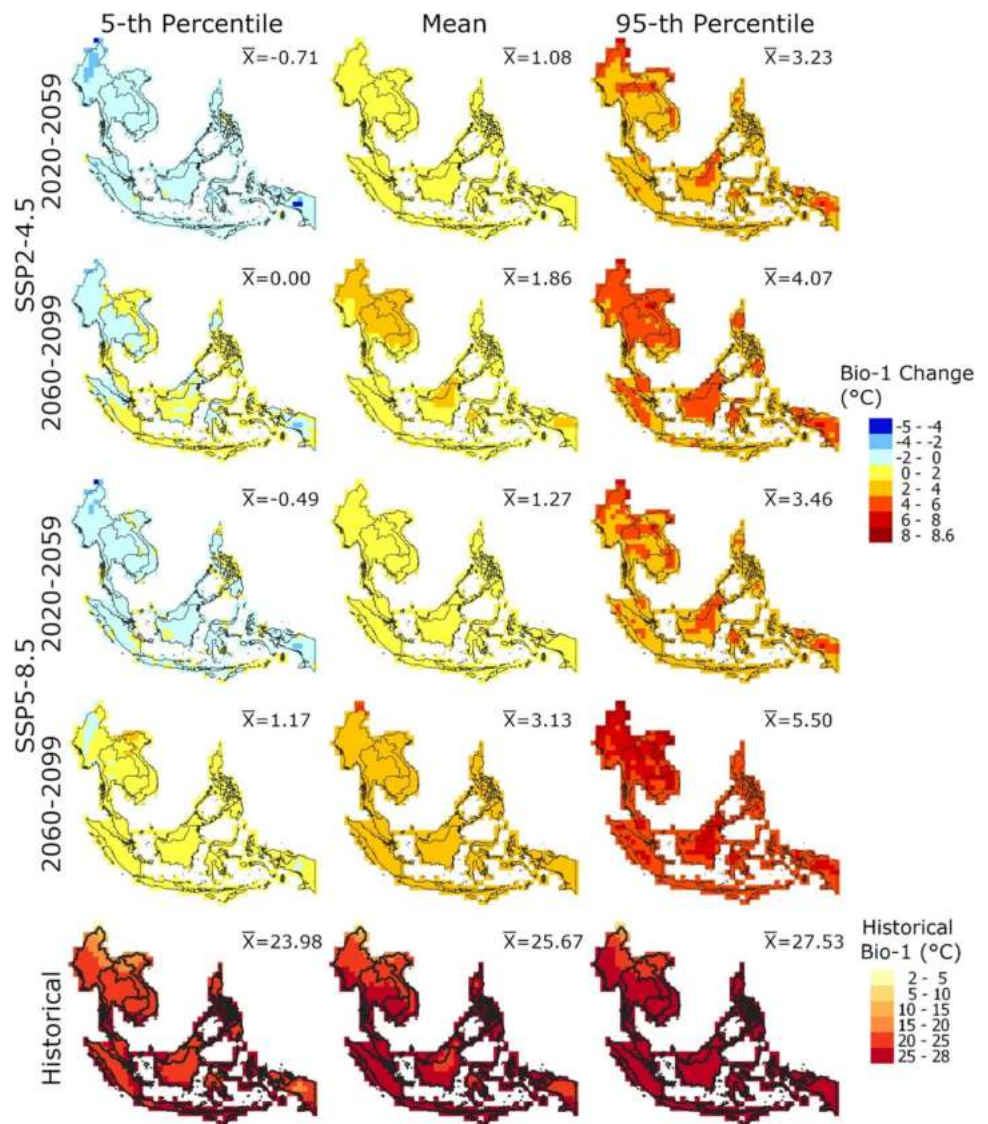 5-th Percentile
Mean
95-th Percentile
SSP2-4.5
2020-2059
X̅=-0.71
X̅=1.08
X̅=3.23
2060-2099
X̅=0.00
X̅=1.86
X̅=4.07
Bio-1 Change
(°C)
-5 - -4
-4 - -2
-2 - 0
0 - 2
2 - 4
4 - 6
6 - 8
8 - 8.6
SSP5-8.5
2020-2059
X̅=-0.49
X̅=1.27
X̅=3.46
2060-2099
X̅=1.17
X̅=3.13
X̅=5.50
Historical
X̅=23.98
X̅=25.67
X̅=27.53
Historical
Bio-1 (°C)
2 - 5
5 - 10
10 - 15
15 - 20
20 - 25
25 - 28